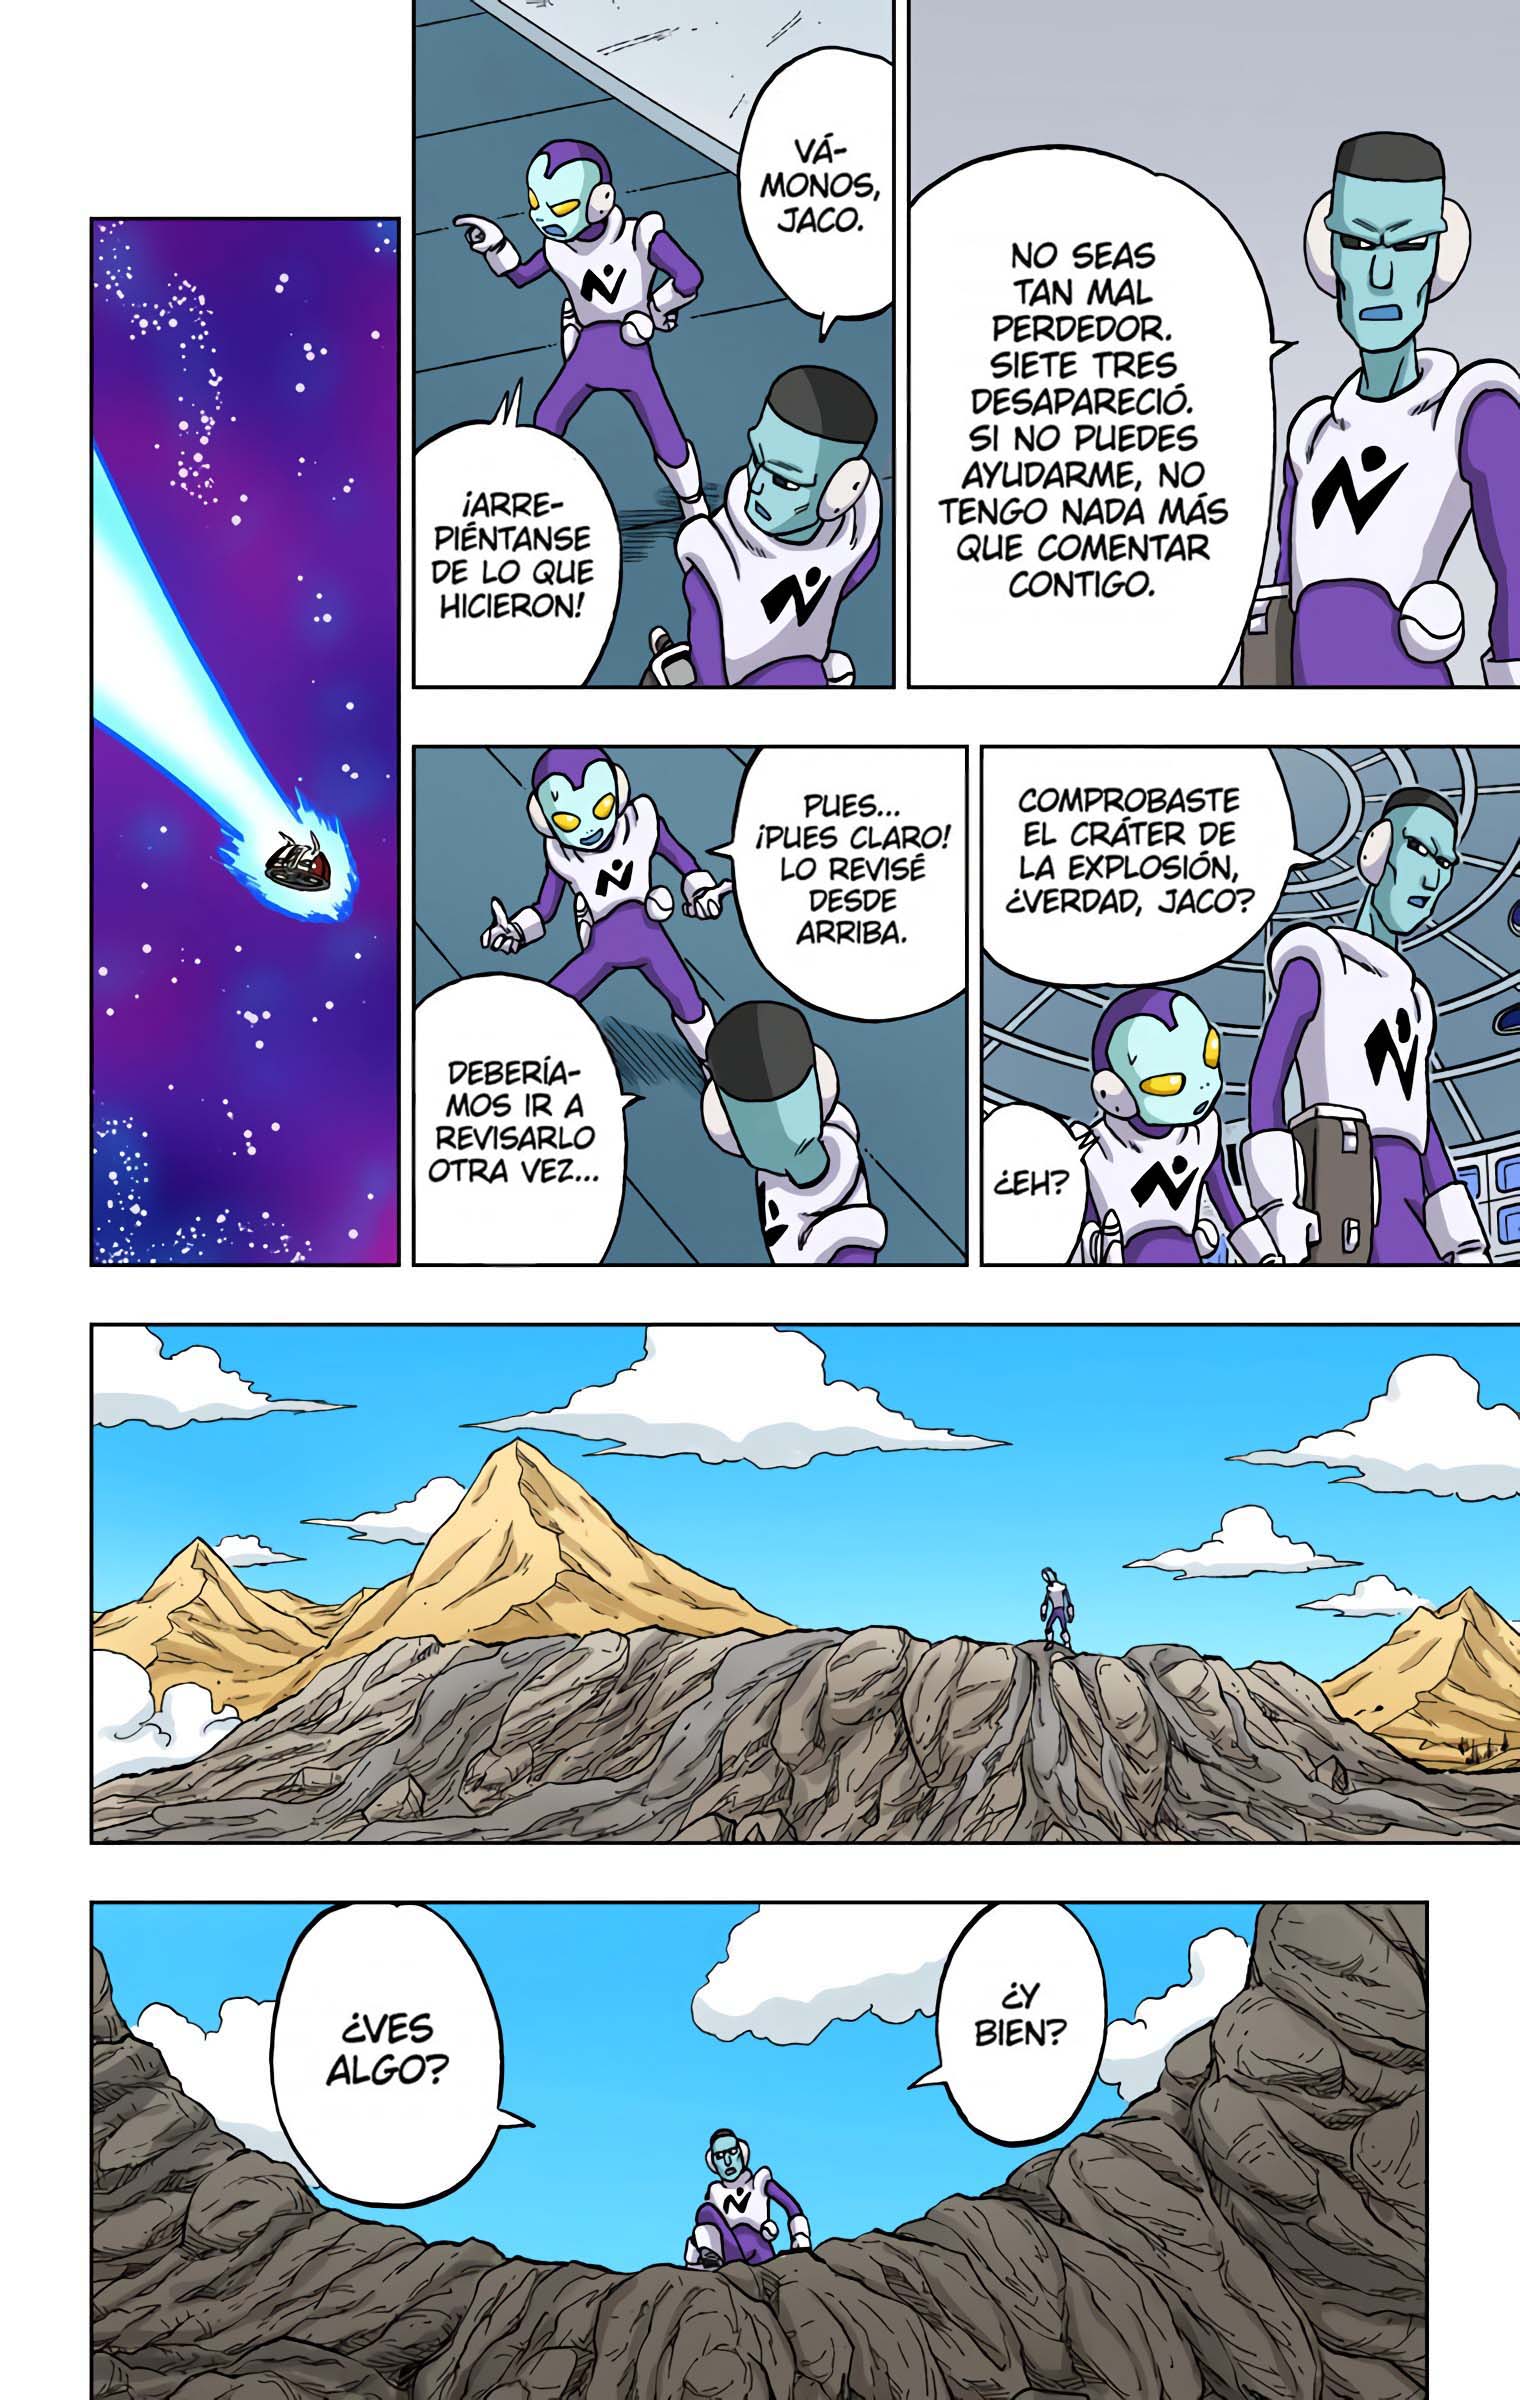 NO SEAS
TAN MAL
PERDEDOR.
SIETE TRES
DESAPARECIÓ.
SI NO PUEDES
AYUDARME, NO
TENGO NADA MÁS
QUE COMENTAR
CONTIGO.
VÁ-
MONOS,
JACO.
¡ARRE-
PIÉNTANSE
DE LO QUE
HICIERON!
COMPROBASTE
EL CRÁTER DE
LA EXPLOSIÓN,
¿VERDAD, JACO?
¿EH?
PUES...
¡PUES CLARO!
LO REVISÉ
DESDE
ARRIBA.
DEBERÍA-
MOS IR A
REVISARLO
OTRA VEZ...
¿Y
BIEN?
¿VES
ALGO?